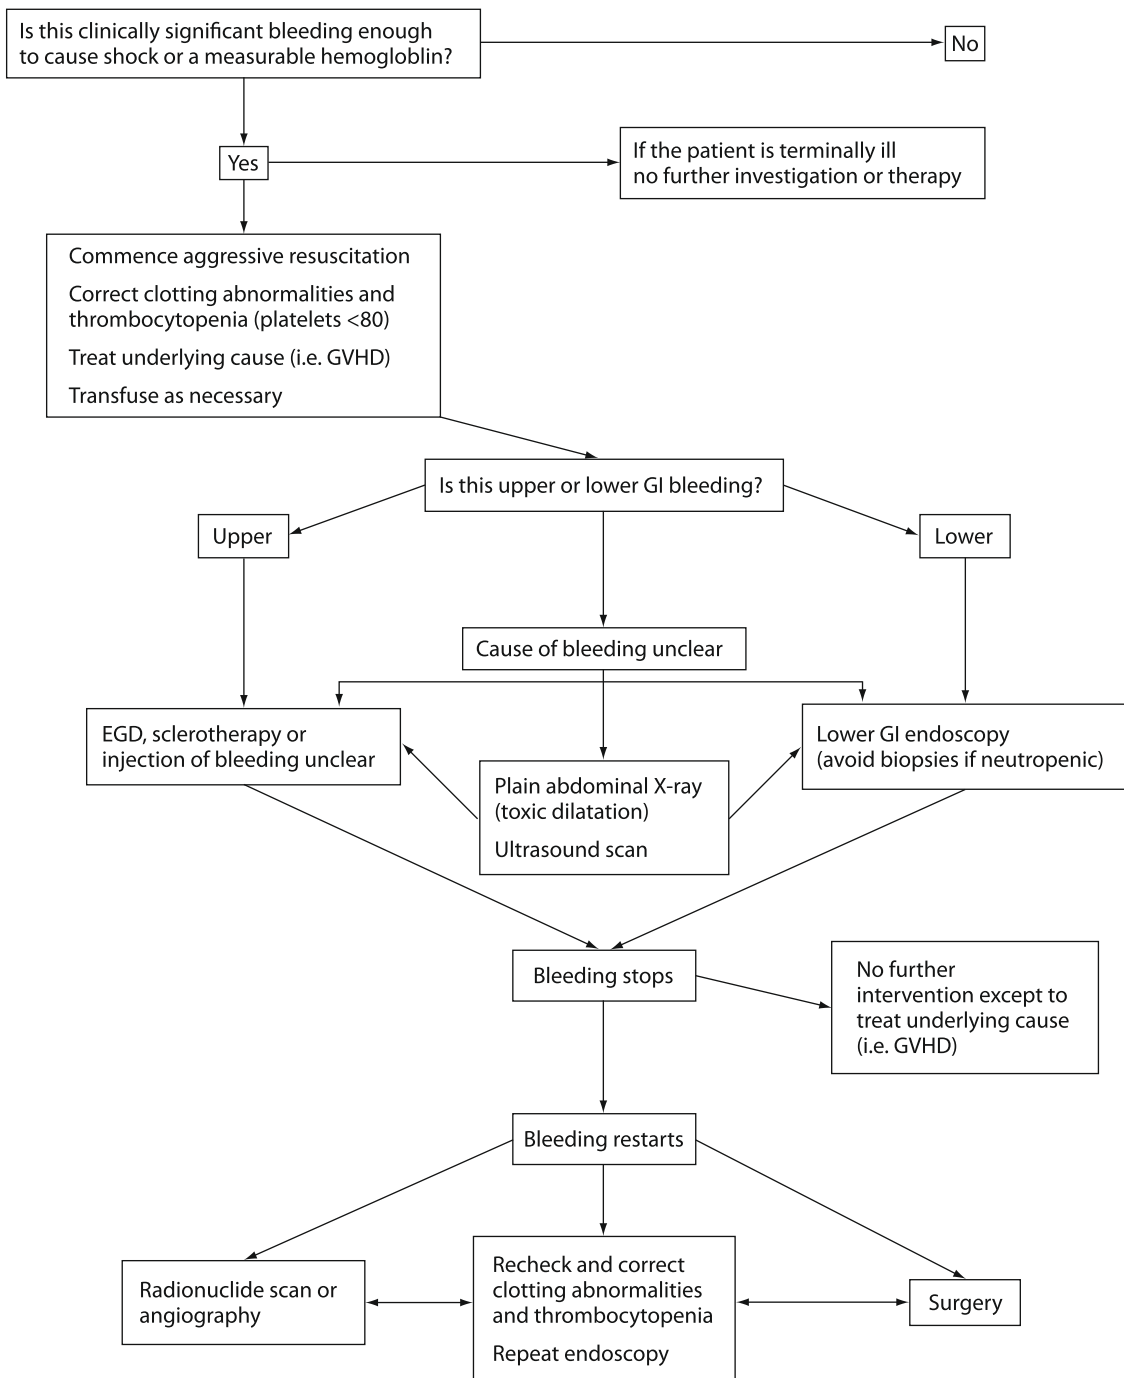 Is this clinically significant bleeding enough
to cause shock or a measurable hemogloblin?
No
Yes
If the patient is terminally ill
no further investigation or therapy
Commence aggressive resuscitation
Correct clotting abnormalities and
thrombocytopenia (platelets <80)
Treat underlying cause (i.e. GVHD)
Transfuse as necessary
Is this upper or lower GI bleeding?
Upper
Lower
Cause of bleeding unclear
EGD, sclerotherapy or
injection of bleeding unclear
Lower GI endoscopy
(avoid biopsies if neutropenic)
Plain abdominal X-ray
(toxic dilatation)
Ultrasound scan
Bleeding stops
No further
intervention except to
treat underlying cause
(i.e. GVHD)
Bleeding restarts
Radionuclide scan or
angiography
Recheck and correct
clotting abnormalities
and thrombocytopenia
Repeat endoscopy
Surgery